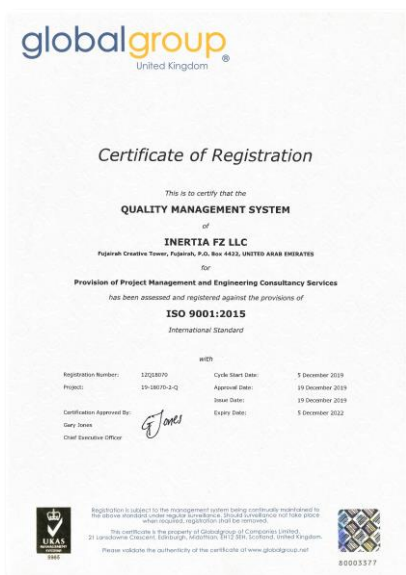 globalgroup®
United Kingdom
Certificate of Registration
This is to certify that the
QUALITY MANAGEMENT SYSTEM
of
INERTIA FZ LLC
Fujairah Creative Tower, Fujairah, P.O. Box 4422, UNITED ARAB EMIRATES
for
Provision of Project Management and Engineering Consultancy Services
has been assessed and registered against the provisions of
ISO 9001:2015
International Standard
with
Registration Number: 12Q18070 Cycle Start Date: 5 December 2019
Project: 19-18070-2-Q Approval Date: 19 December 2019
Issue Date: 19 December 2019
Certification Approved By: G Jones Expiry Date: 5 December 2022
Gary Jones
Chief Executive Officer
Registration is subject to the management system being continually maintained to
the above standard under regular surveillance. Should surveillance not take place
when required, registration shall be removed.
This certificate is the property of Globalgroup of Companies Limited,
21 Lansdowne Crescent, Edinburgh, Midlothian, EH12 5EH, Scotland, United Kingdom.
Please validate the authenticity of the certificate at www.globalgroup.net
UKAS
MANAGEMENT
SYSTEMS
80003377